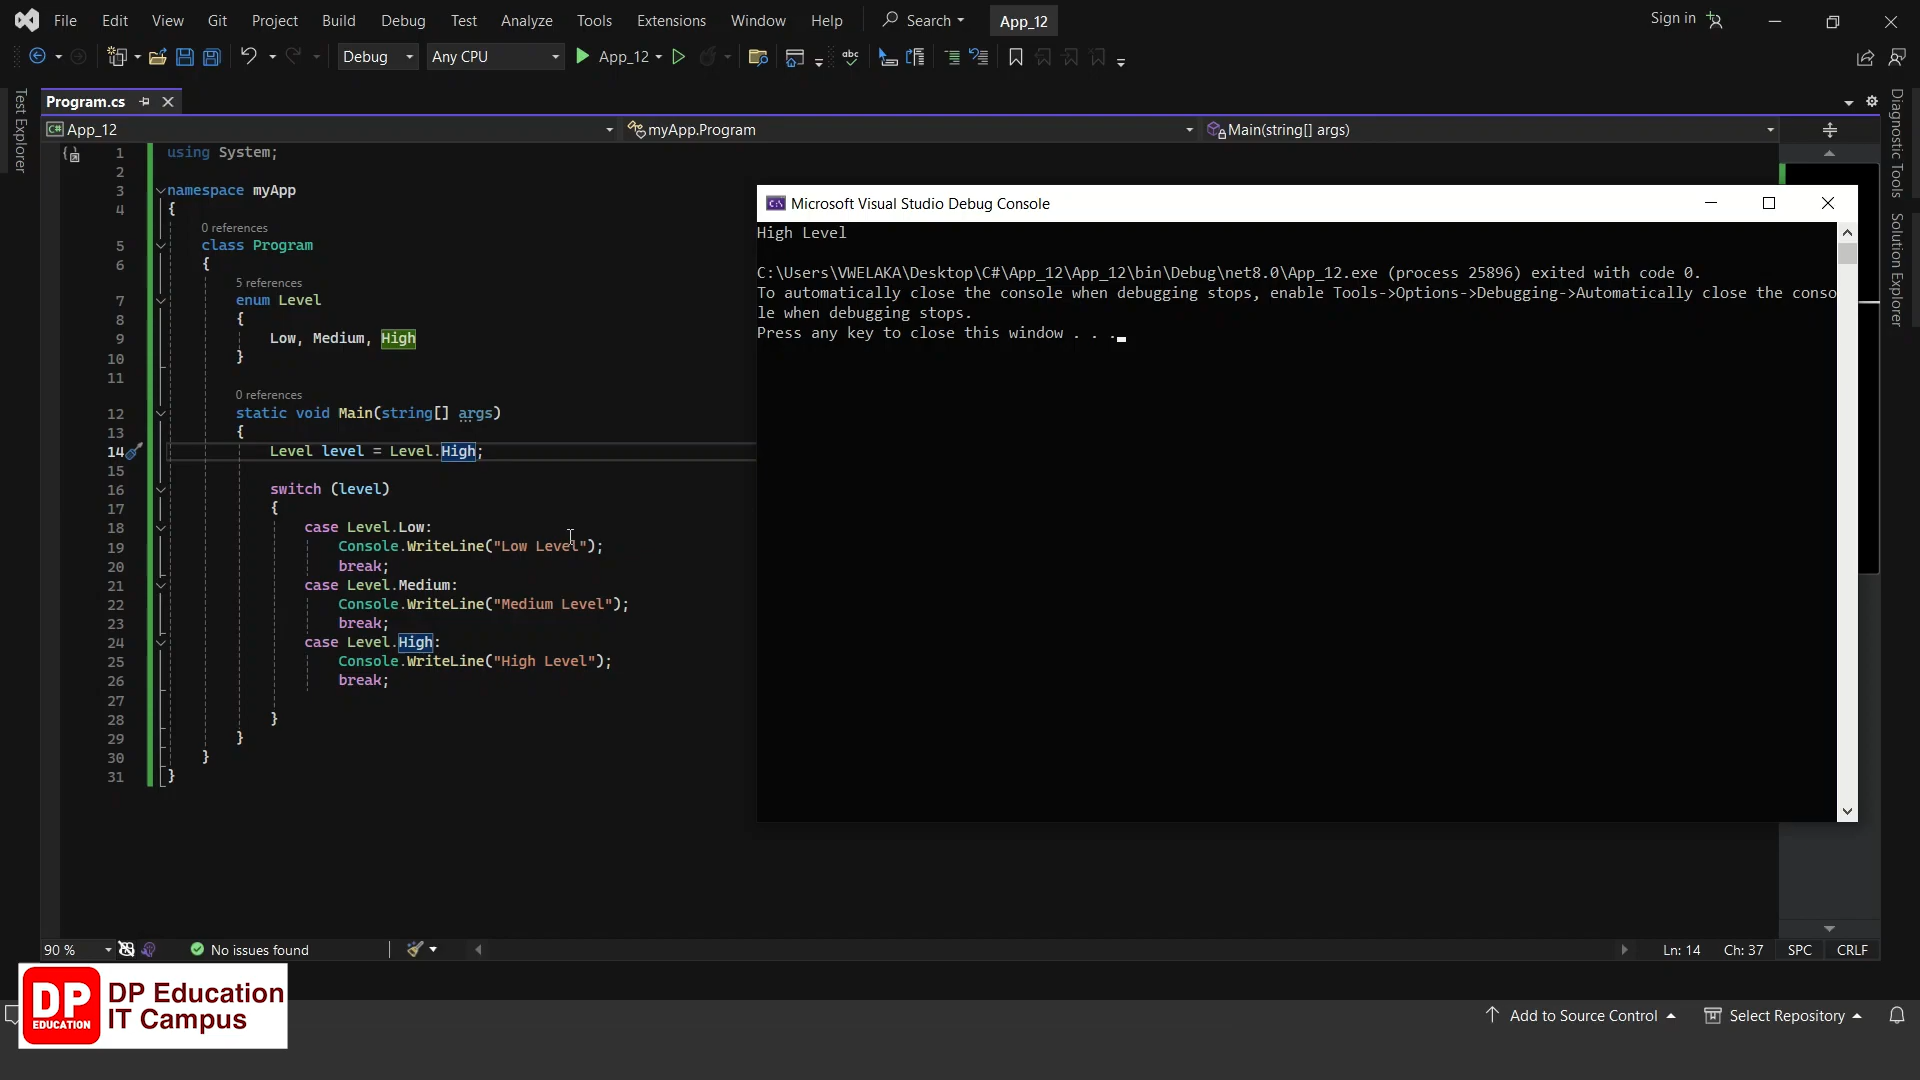 File Edit View Git Project Build Debug Test Analyze Tools Extensions Window Help Search App_12 Sign in
Debug Any CPU App_12
Test Explorer
Program.cs
App_12 myApp.Program Main(string[] args)
Diagnostic Tools
Solution Explorer
1 using System;
2
3 namespace myApp
4 {
0 references
5 class Program
6 {
5 references
7 enum Level
8 {
9 Low, Medium, High
10 }
11
0 references
12 static void Main(string[] args)
13 {
14 Level level = Level.High;
15
16 switch (level)
17 {
18 case Level.Low:
19 Console.WriteLine("Low Level");
20 break;
21 case Level.Medium:
22 Console.WriteLine("Medium Level");
23 break;
24 case Level.High:
25 Console.WriteLine("High Level");
26 break;
27
28 }
29 }
30 }
31 }
Microsoft Visual Studio Debug Console
High Level
C:\Users\VWELAKA\Desktop\C#\App_12\App_12\bin\Debug\net8.0\App_12.exe (process 25896) exited with code 0.
To automatically close the console when debugging stops, enable Tools->Options->Debugging->Automatically close the conso
le when debugging stops.
Press any key to close this window . . .
90 % No issues found Ln: 14 Ch: 37 SPC CRLF
DP EDUCATION
DP Education
IT Campus
Add to Source Control Select Repository